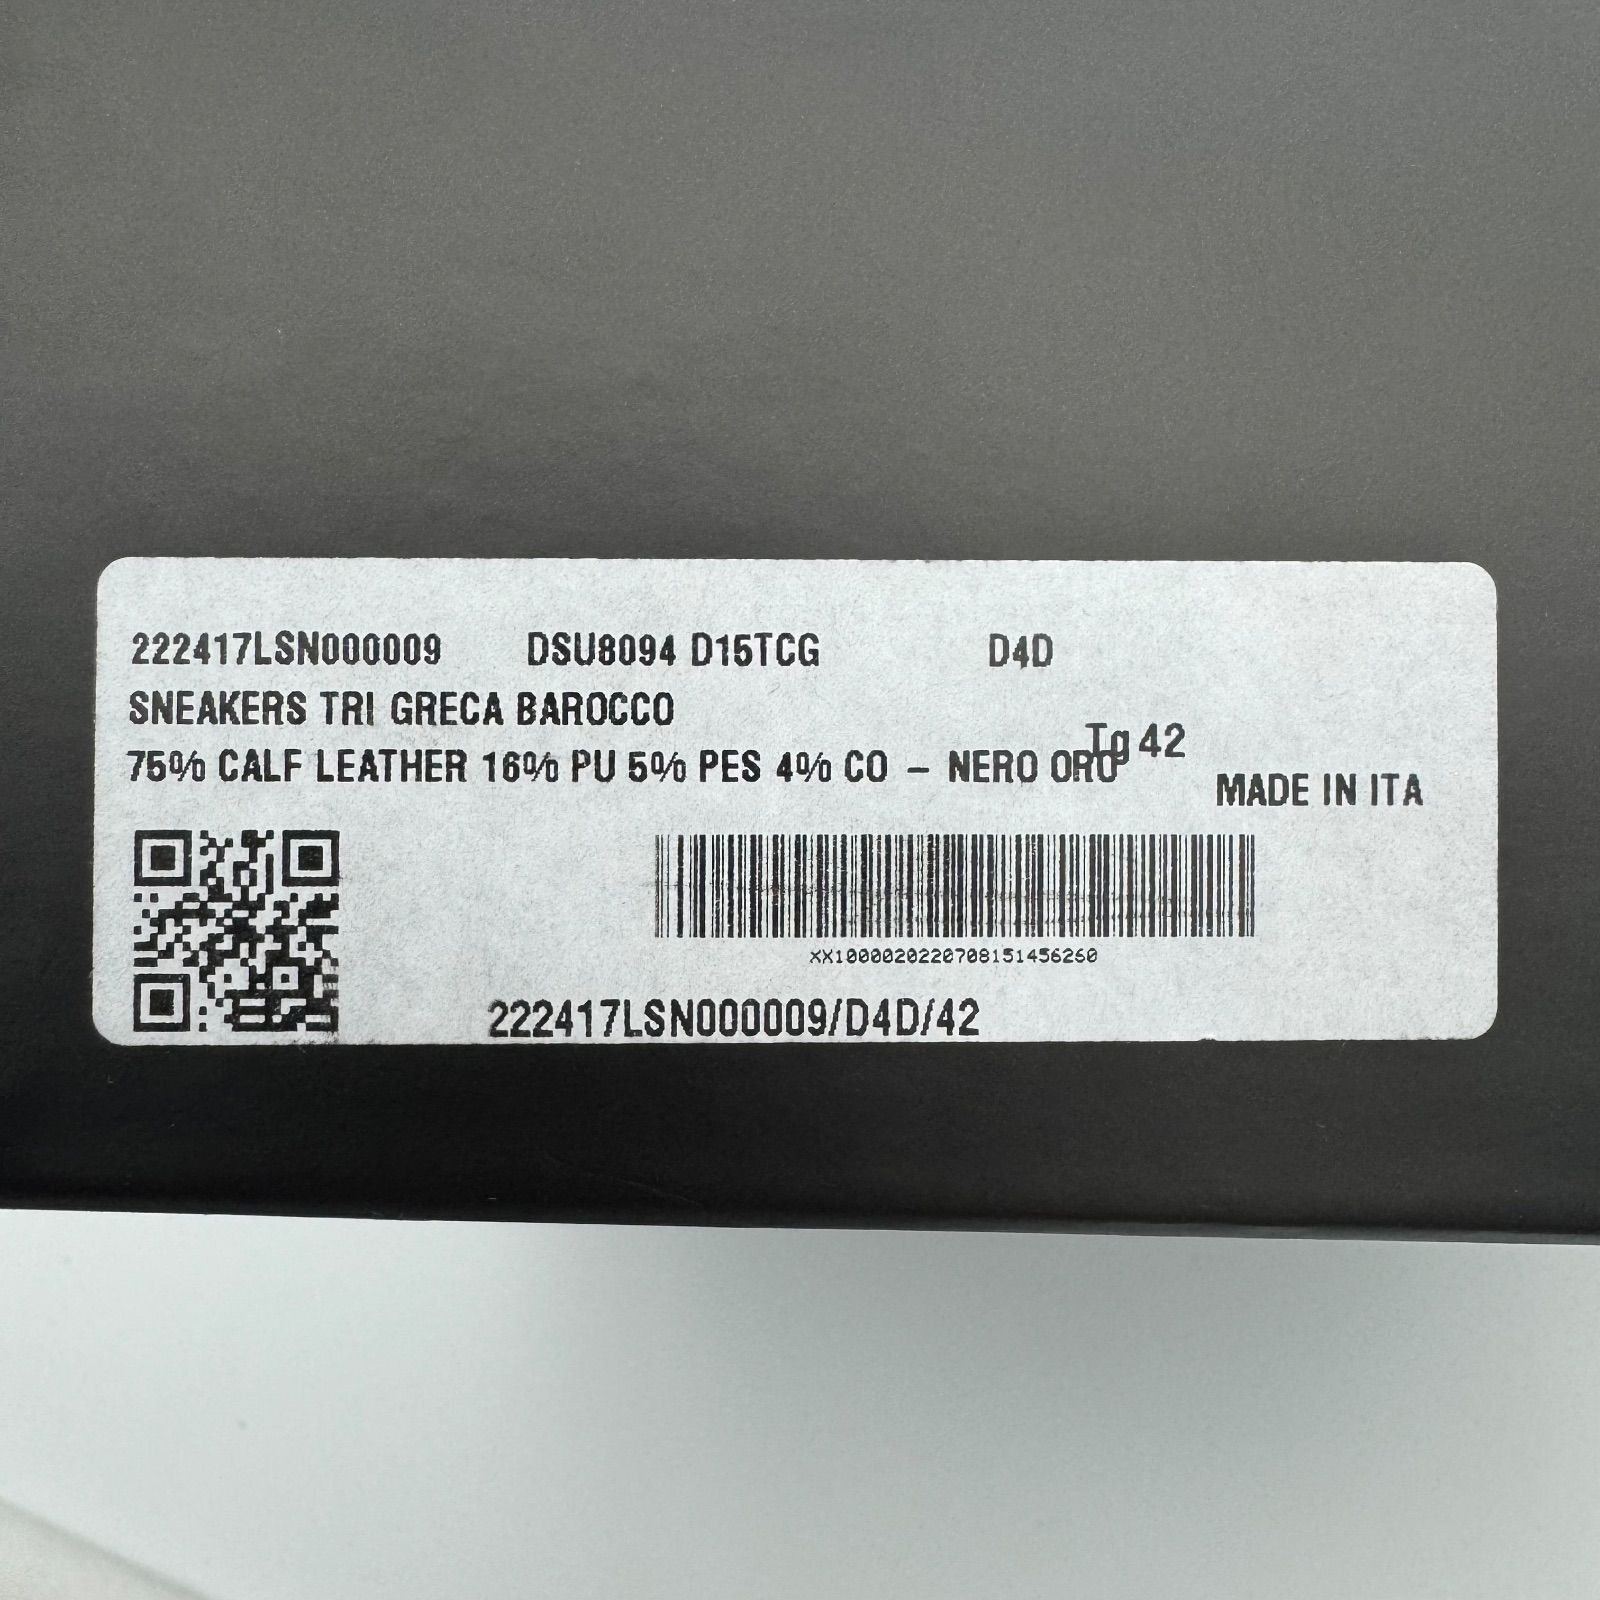 222417LSN000009 DSU8094 D15TCG D4D
SNEAKERS TRI GRECA BAROCCO
75% CALF LEATHER 16% PU 5% PES 4% CO – NERO ORO Tg 42
MADE IN ITA
XX1000020220708151456260
222417LSN000009/D4D/42